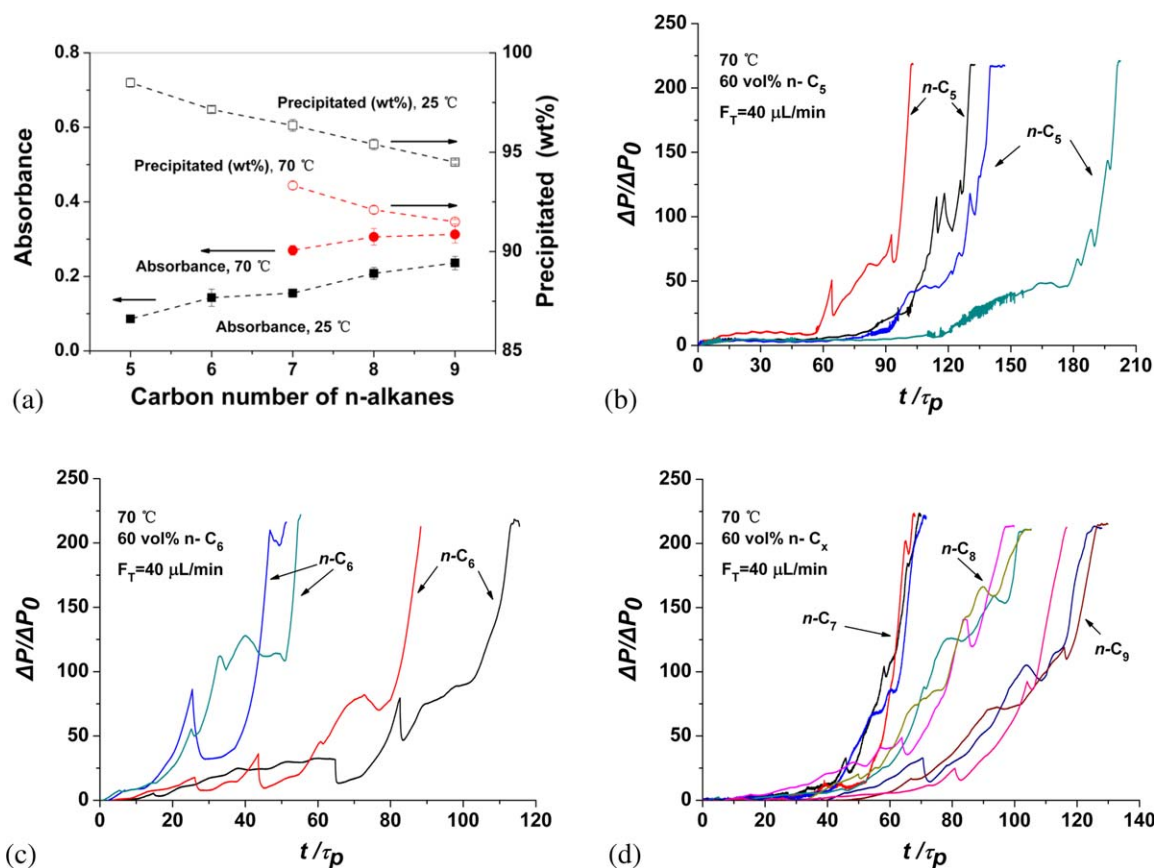 0.8
0.6
0.4
0.2
0.0
Absorbance
100
95
90
85
Precipitated (wt%)
Precipitated (wt%), 25 ℃
Precipitated (wt%), 70 ℃
Absorbance, 70 ℃
Absorbance, 25 ℃
5 6 7 8 9
Carbon number of n-alkanes
(a)
250
200
150
100
50
0
ΔP/ΔP0
70 ℃
60 vol% n- C5
FT=40 μL/min
n-C5
n-C5
0 30 60 90 120 150 180 210
t/τp
(b)
250
200
150
100
50
0
ΔP/ΔP0
70 ℃
60 vol% n- C6
FT=40 μL/min
n-C6
n-C6
0 20 40 60 80 100 120
t/τp
(c)
250
200
150
100
50
0
ΔP/ΔP0
70 ℃
60 vol% n- Cx
FT=40 μL/min
n-C8
n-C7
n-C9
0 20 40 60 80 100 120 140
t/τp
(d)